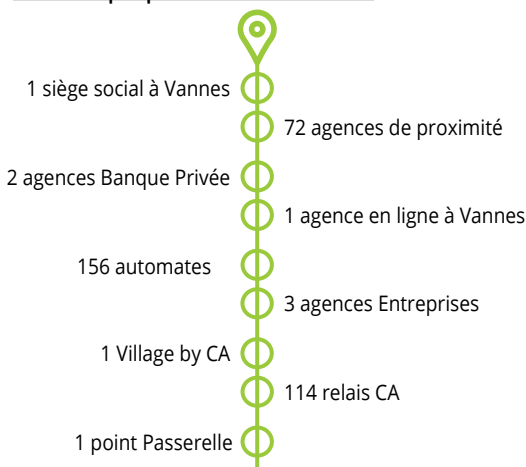 1 siège social à Vannes
72 agences de proximité
2 agences Banque Privée
1 agence en ligne à Vannes
156 automates
3 agences Entreprises
1 Village by CA
114 relais CA
1 point Passerelle